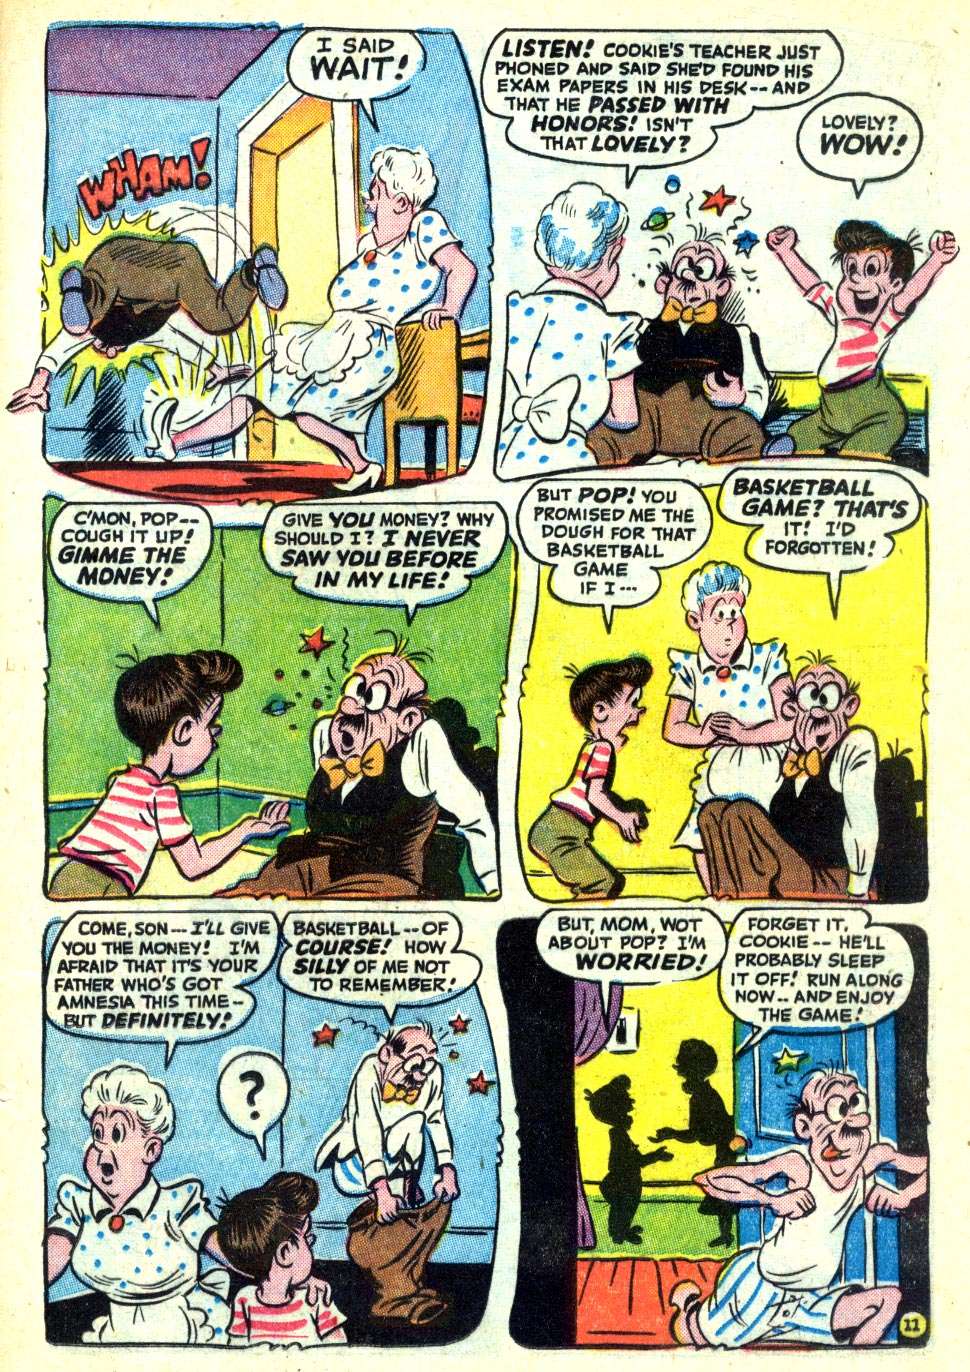 I SAID
WAIT!
WHAM!
LISTEN! COOKIE'S TEACHER JUST
PHONED AND SAID SHE'D FOUND HIS
EXAM PAPERS IN HIS DESK--AND
THAT HE PASSED WITH
HONORS! ISN'T
THAT LOVELY?
LOVELY?
WOW!
C'MON, POP--
COUGH IT UP!
GIMME THE
MONEY!
GIVE YOU MONEY? WHY
SHOULD I? I NEVER
SAW YOU BEFORE
IN MY LIFE!
BUT POP! YOU
PROMISED ME THE
DOUGH FOR THAT
BASKETBALL
GAME
IF I---
BASKETBALL
GAME? THAT'S
IT! I'D
FORGOTTEN!
COME, SON-- I'LL GIVE
YOU THE MONEY! I'M
AFRAID THAT IT'S YOUR
FATHER WHO'S GOT
AMNESIA THIS TIME--
BUT DEFINITELY!
?
BASKETBALL--OF
COURSE! HOW
SILLY OF ME NOT
TO REMEMBER!
BUT, MOM, WOT
ABOUT POP? I'M
WORRIED!
FORGET IT,
COOKIE-- HE'LL
PROBABLY SLEEP
IT OFF! RUN ALONG
NOW--AND ENJOY
THE GAME!
11